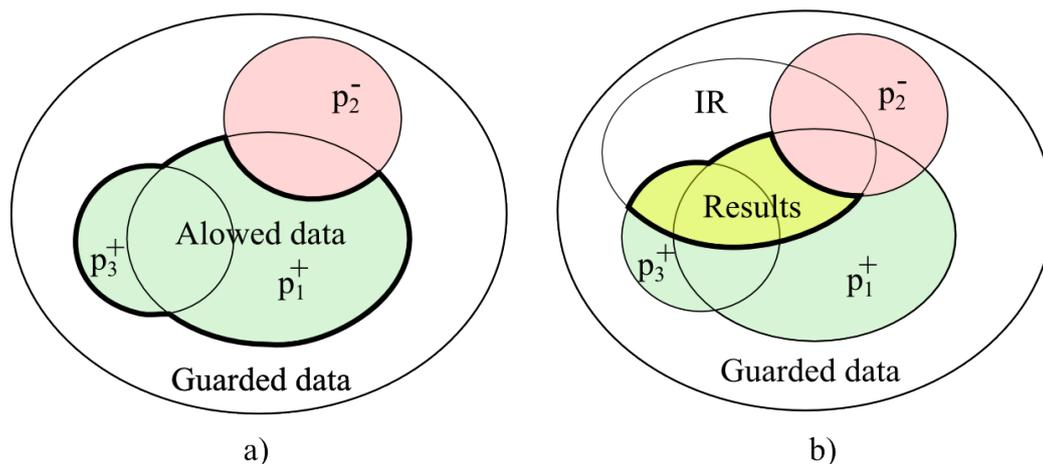 p₂⁻
Alowed data
p₃⁺
p₁⁺
Guarded data
a)
IR
p₂⁻
Results
p₃⁺
p₁⁺
Guarded data
b)